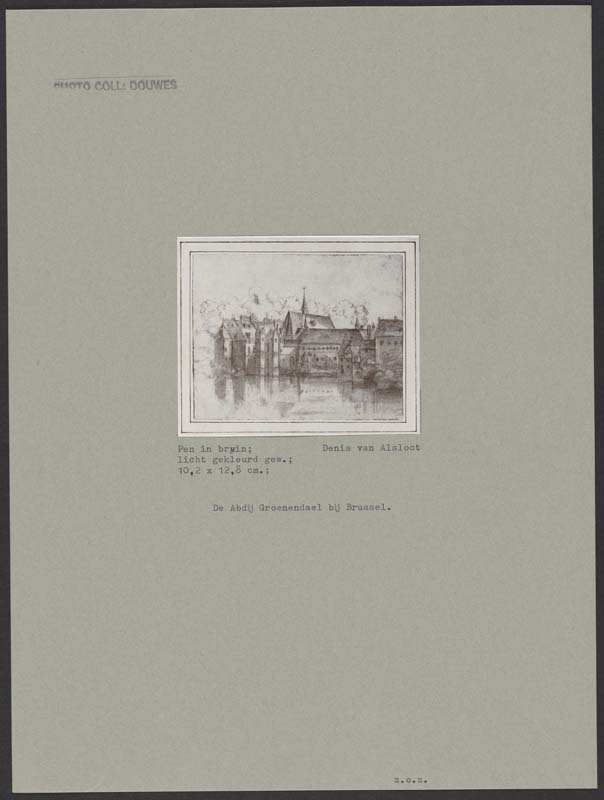 PHOTO COLL: DOUWES
Pen in bruin; Denis van Alsloot
licht gekleurd gew.;
10,2 x 12,8 cm.;
De Abdij Groenendael bij Brussel.
z.o.z.